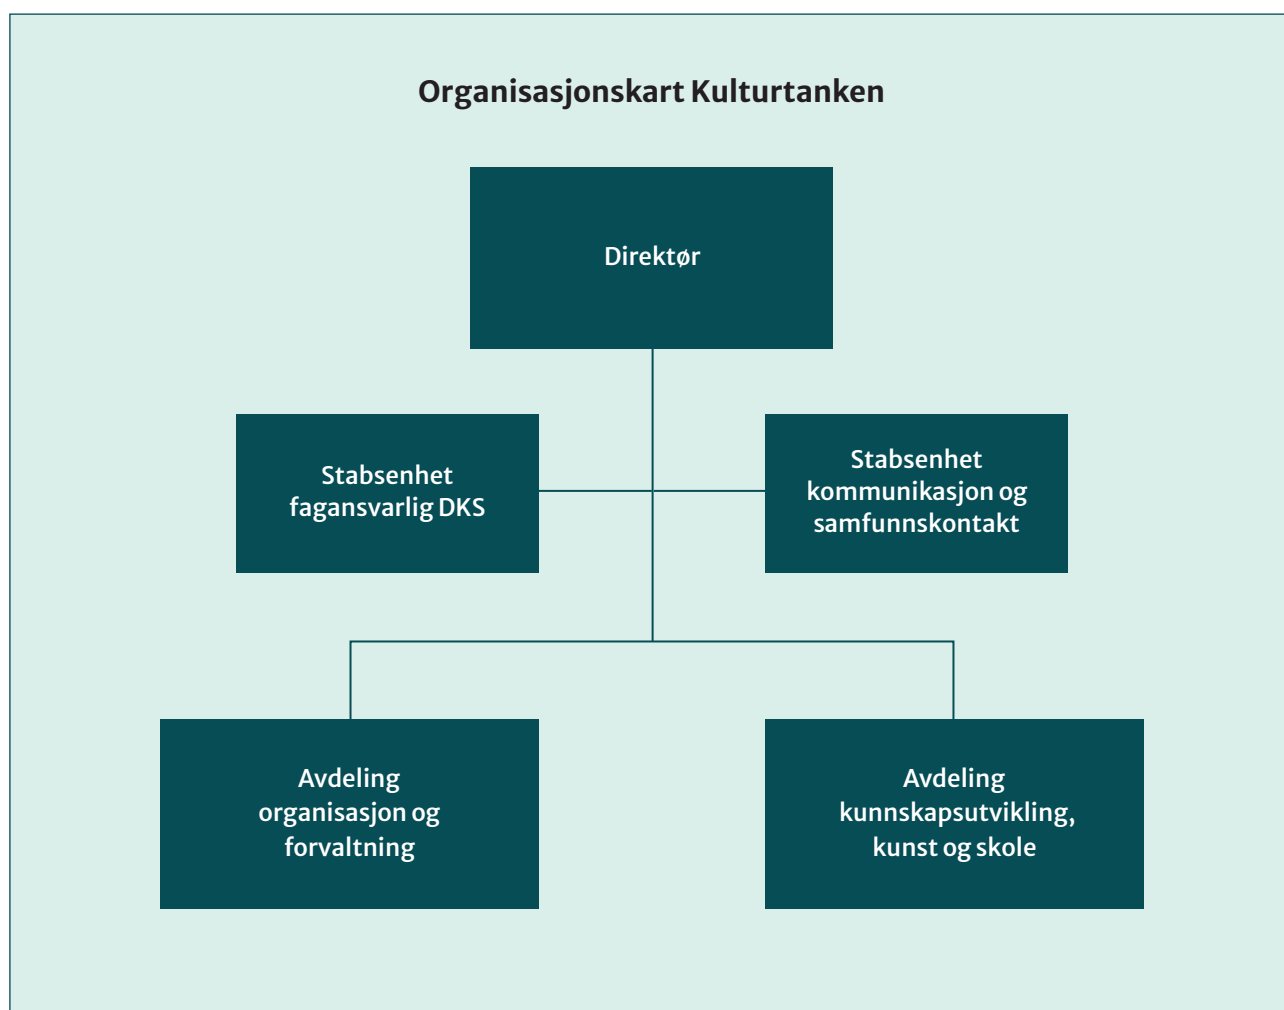 Organisasjonskart Kulturtanken
Direktør
Stabsenhet
fagansvarlig DKS
Stabsenhet
kommunikasjon og
samfunnskontakt
Avdeling
organisasjon og
forvaltning
Avdeling
kunnskapsutvikling,
kunst og skole